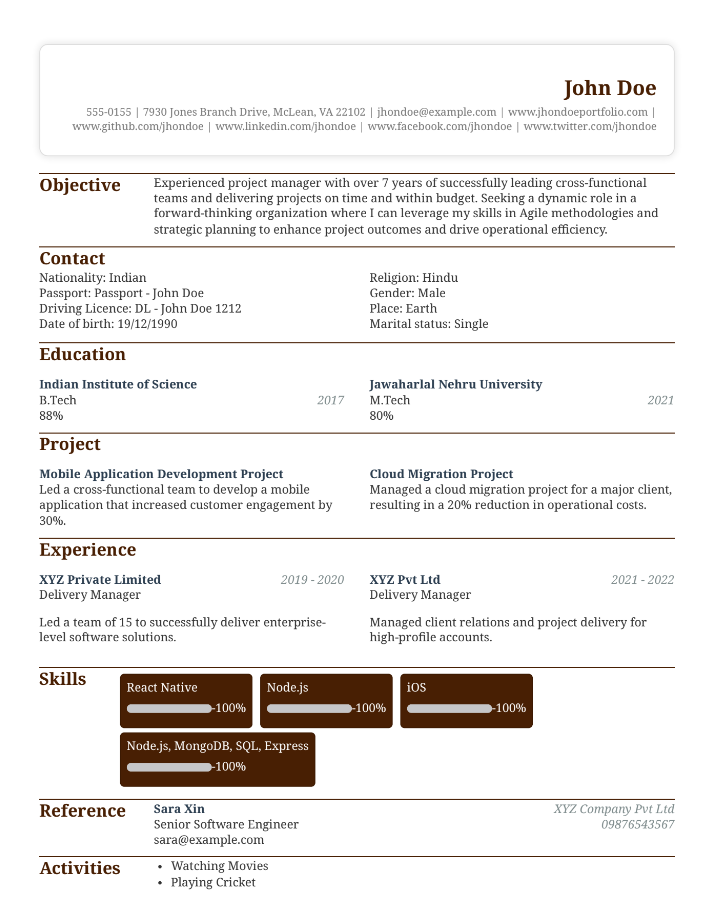 John Doe
555-0155 | 7930 Jones Branch Drive, McLean, VA 22102 | jhondoe@example.com | www.jhondoeportfolio.com |
www.github.com/jhondoe | www.linkedin.com/jhondoe | www.facebook.com/jhondoe | www.twitter.com/jhondoe
Objective
Experienced project manager with over 7 years of successfully leading cross-functional
teams and delivering projects on time and within budget. Seeking a dynamic role in a
forward-thinking organization where I can leverage my skills in Agile methodologies and
strategic planning to enhance project outcomes and drive operational efficiency.
Contact
Nationality: Indian
Passport: Passport - John Doe
Driving Licence: DL - John Doe 1212
Date of birth: 19/12/1990
Religion: Hindu
Gender: Male
Place: Earth
Marital status: Single
Education
Indian Institute of Science
B.Tech 2017
88%
Jawaharlal Nehru University
M.Tech 2021
80%
Project
Mobile Application Development Project
Led a cross-functional team to develop a mobile
application that increased customer engagement by
30%.
Cloud Migration Project
Managed a cloud migration project for a major client,
resulting in a 20% reduction in operational costs.
Experience
XYZ Private Limited 2019 - 2020
Delivery Manager
Led a team of 15 to successfully deliver enterprise-
level software solutions.
XYZ Pvt Ltd 2021 - 2022
Delivery Manager
Managed client relations and project delivery for
high-profile accounts.
Skills
React Native
-100%
Node.js
-100%
iOS
-100%
Node.js, MongoDB, SQL, Express
-100%
Reference
Sara Xin
Senior Software Engineer
sara@example.com
XYZ Company Pvt Ltd
09876543567
Activities
• Watching Movies
• Playing Cricket